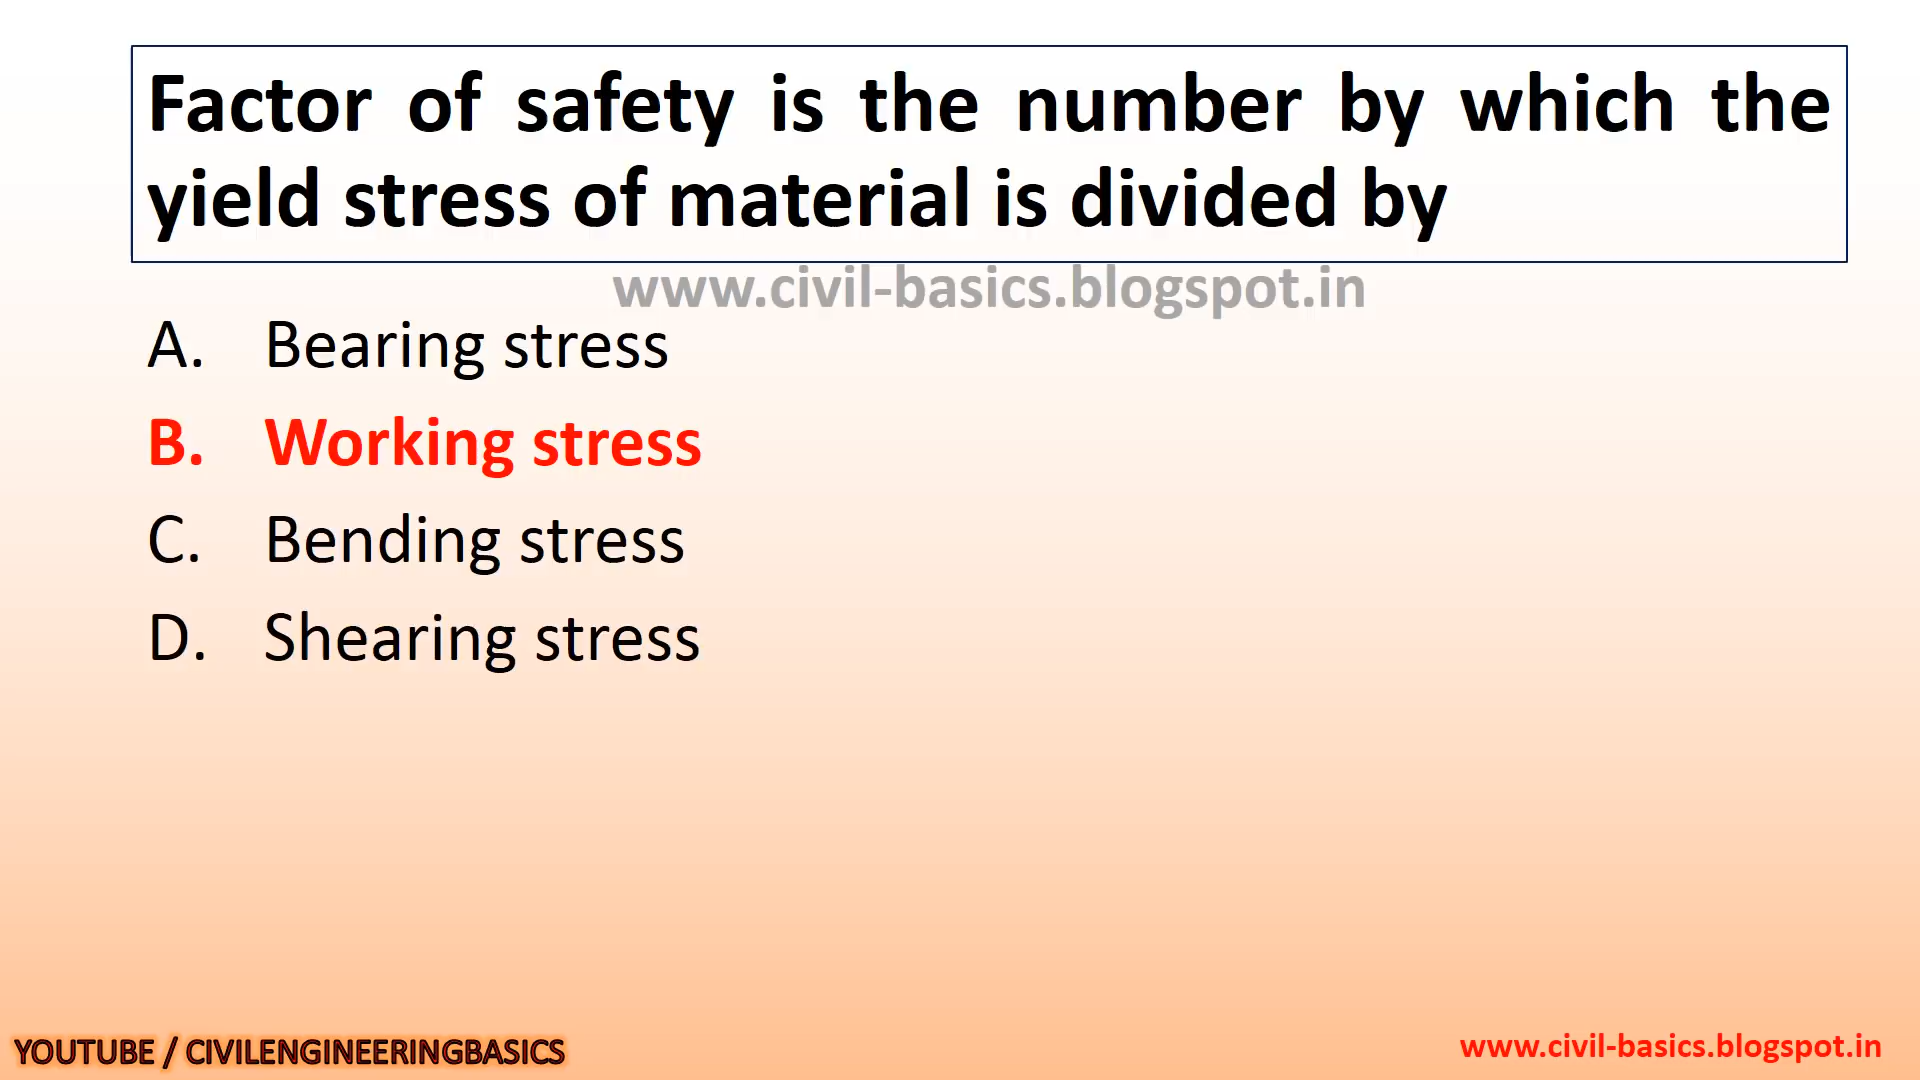 Factor of safety is the number by which the
yield stress of material is divided by
www.civil-basics.blogspot.in
A. Bearing stress
B. Working stress
C. Bending stress
D. Shearing stress
YOUTUBE / CIVILENGINEERINGBASICS
www.civil-basics.blogspot.in